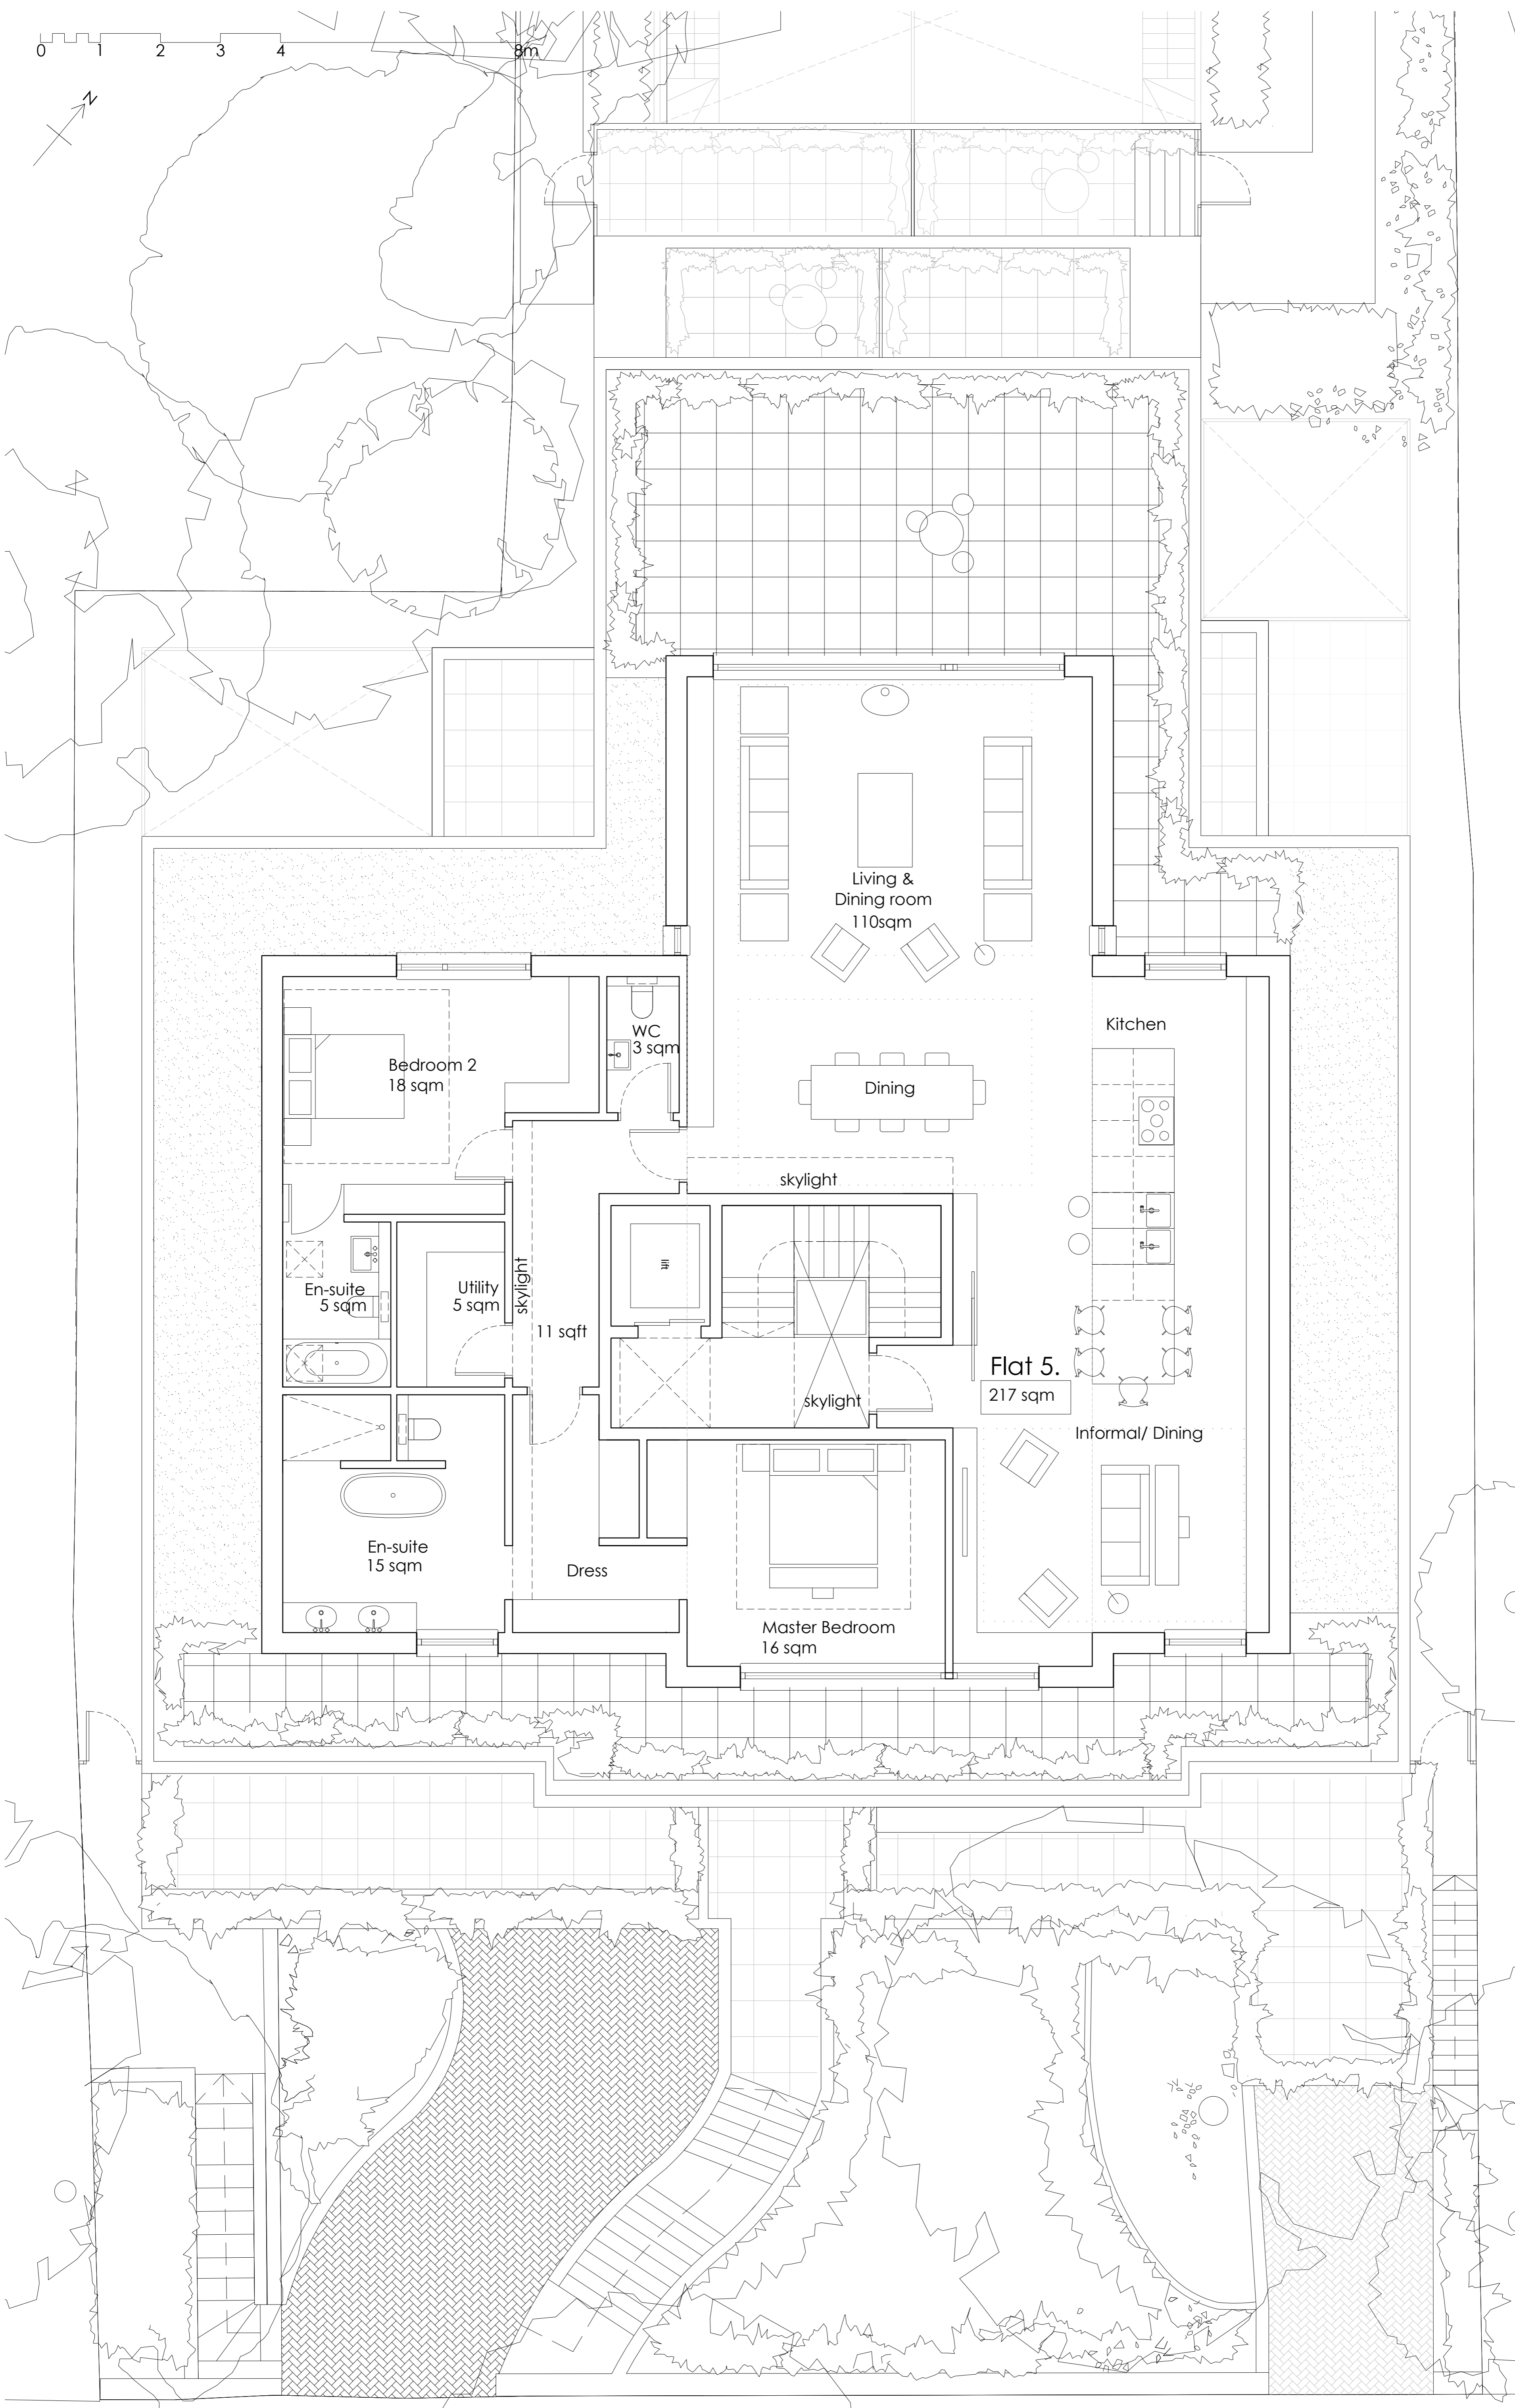 0 1 2 3 4 8m
N
Living &
Dining room
110sqm
Kitchen
WC
3 sqm
Bedroom 2
18 sqm
Dining
skylight
lift
skylight
En-suite
5 sqm
Utility
5 sqm
11 sqft
Flat 5.
217 sqm
skylight
Informal/ Dining
En-suite
15 sqm
Dress
Master Bedroom
16 sqm